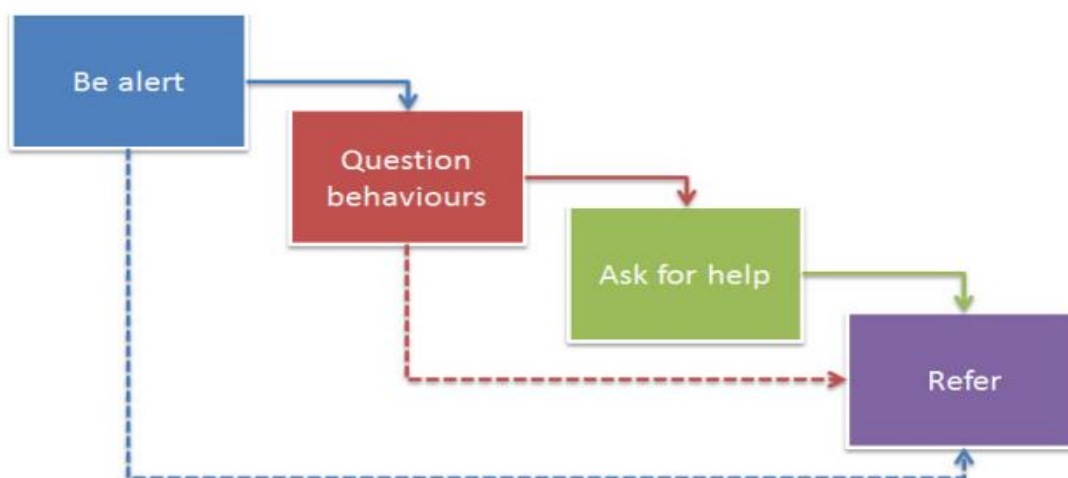 Be alert
Question
behaviours
Ask for help
Refer